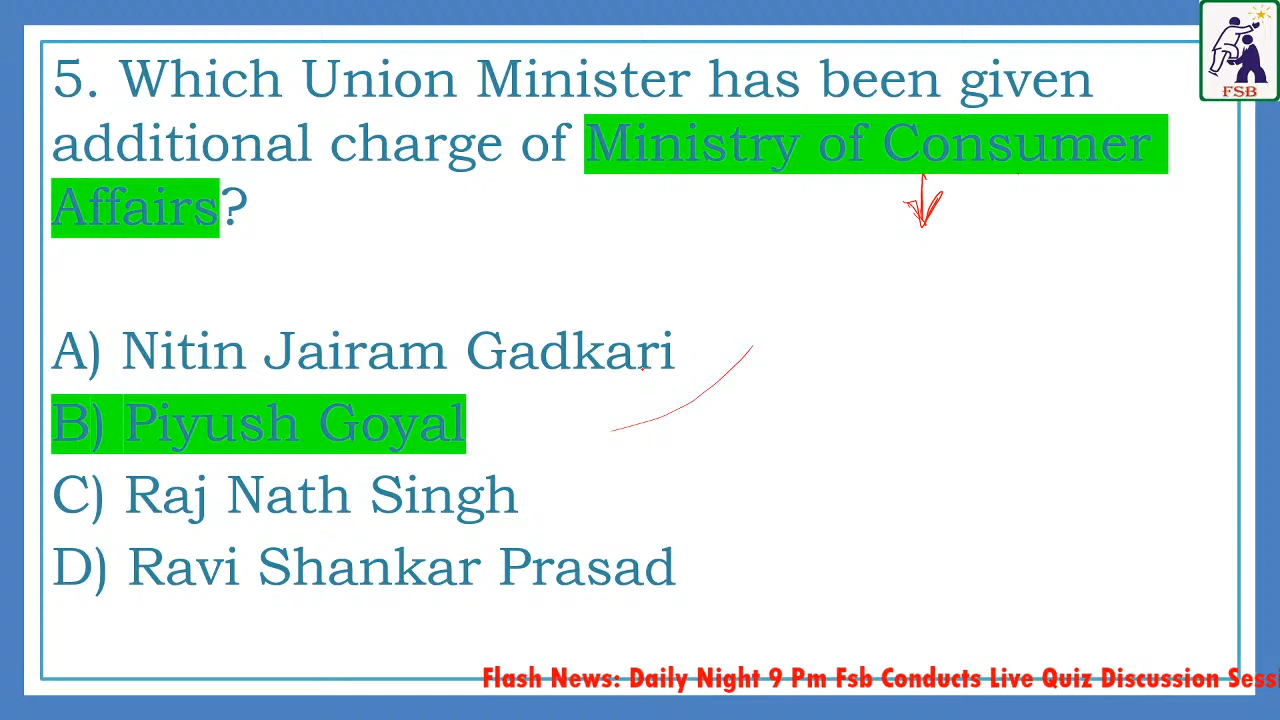 FSB
5. Which Union Minister has been given
additional charge of Ministry of Consumer
Affairs?
A) Nitin Jairam Gadkari
B) Piyush Goyal
C) Raj Nath Singh
D) Ravi Shankar Prasad
Flash News: Daily Night 9 Pm Fsb Conducts Live Quiz Discussion Sessi